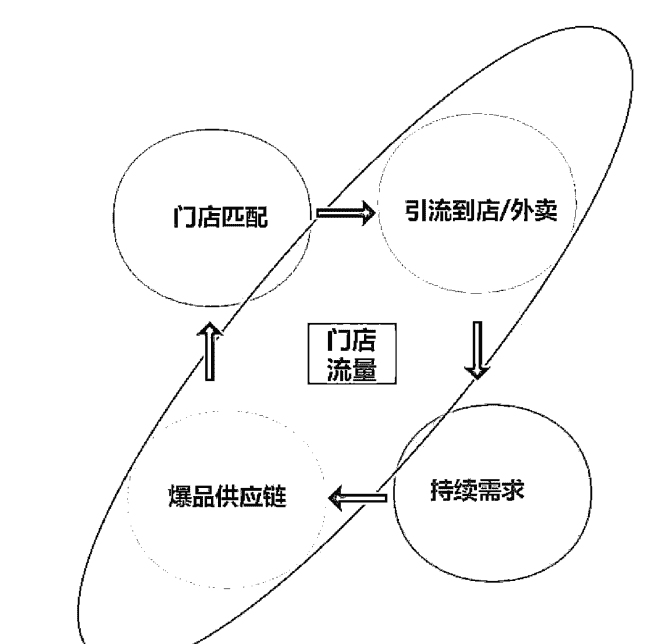 门店匹配
引流到店/外卖
门店
流量
爆品供应链
持续需求